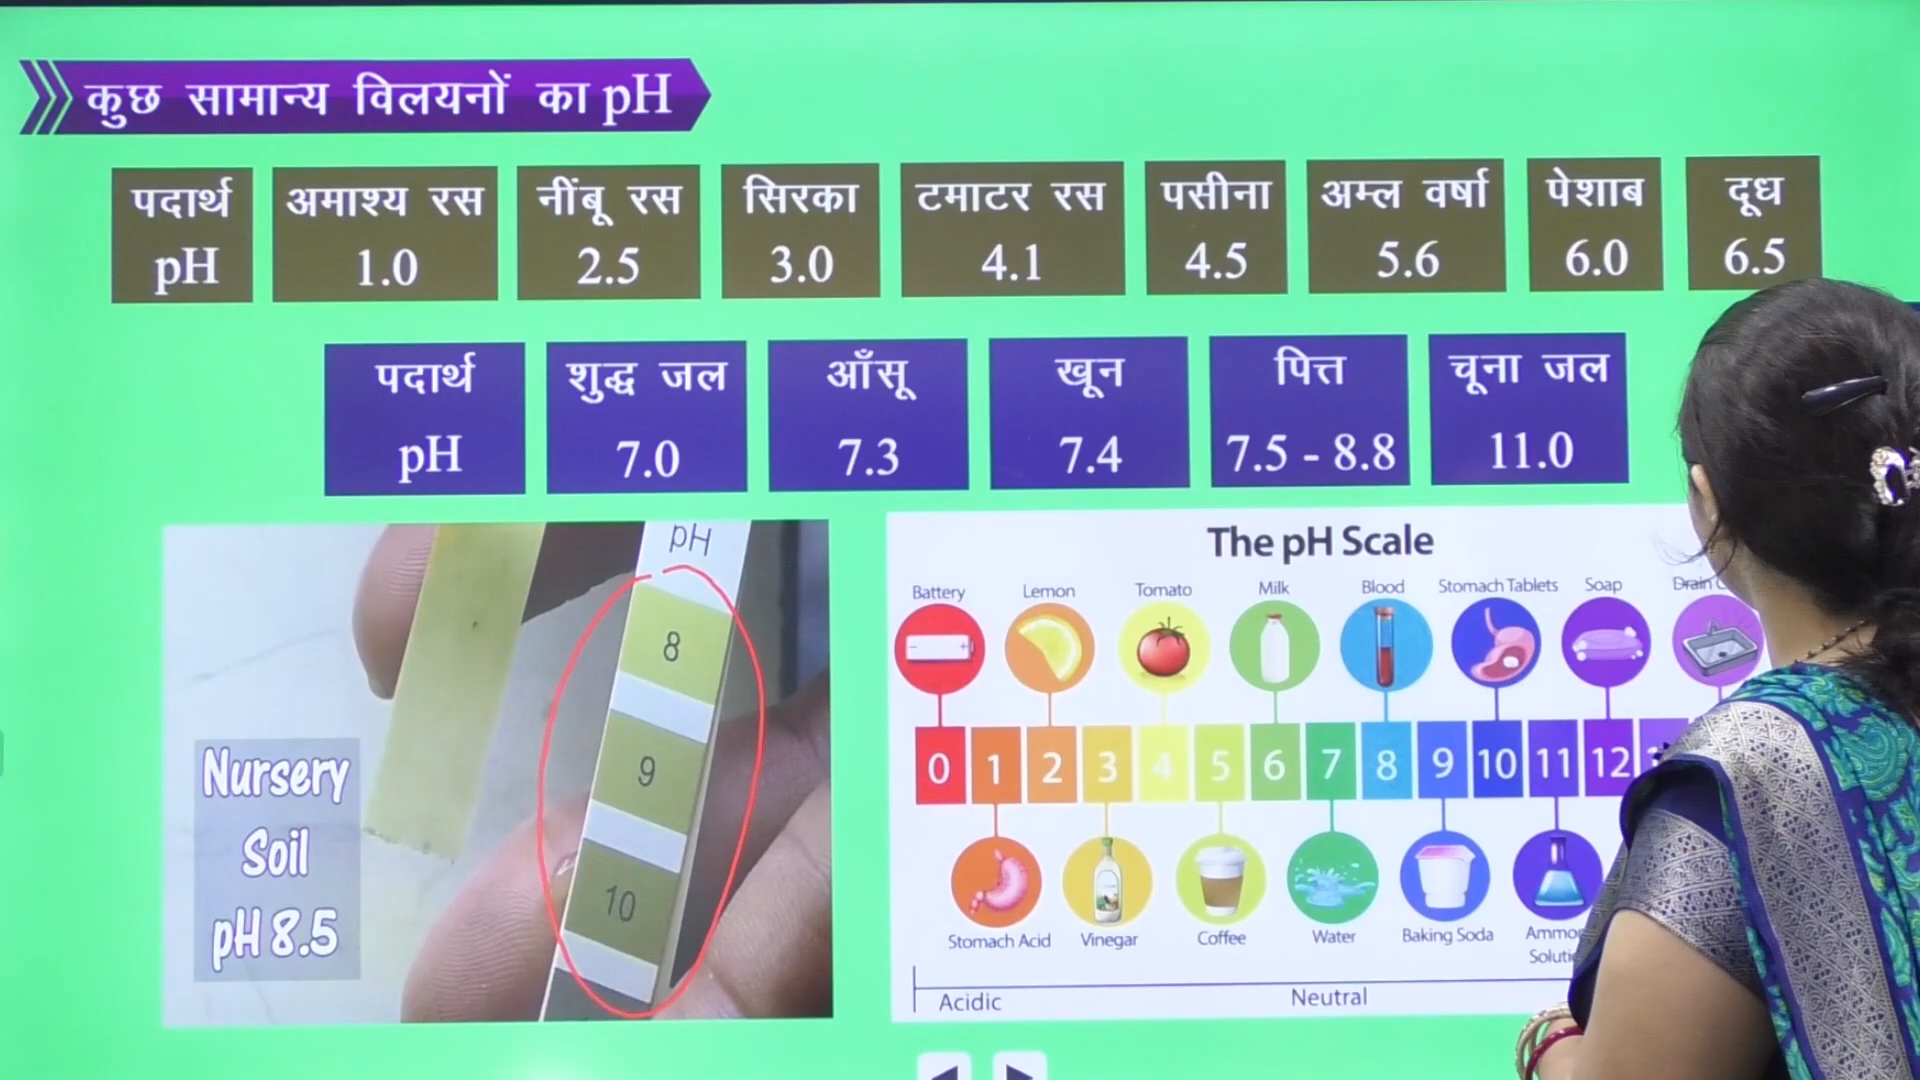 कुछ सामान्य विलयनों का pH
पदार्थ अमाश्य रस नींबू रस सिरका टमाटर रस पसीना अम्ल वर्षा पेशाब दूध
pH 1.0 2.5 3.0 4.1 4.5 5.6 6.0 6.5
पदार्थ शुद्ध जल आँसू खून पित्त चूना जल
pH 7.0 7.3 7.4 7.5 - 8.8 11.0
pH
8
9
10
Nursery
Soil
pH 8.5
The pH Scale
Battery Lemon Tomato Milk Blood Stomach Tablets Soap Drain
0 1 2 3 4 5 6 7 8 9 10 11 12
Stomach Acid Vinegar Coffee Water Baking Soda
Acidic Neutral